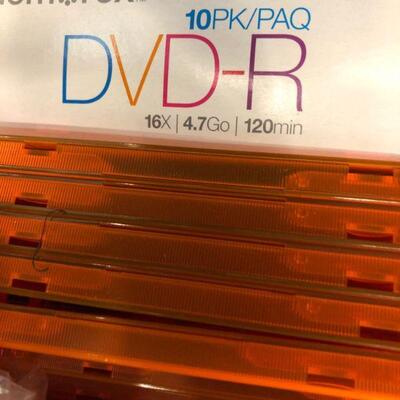 10PK/PAQ
DVD-R
16X | 4.7Go | 120min